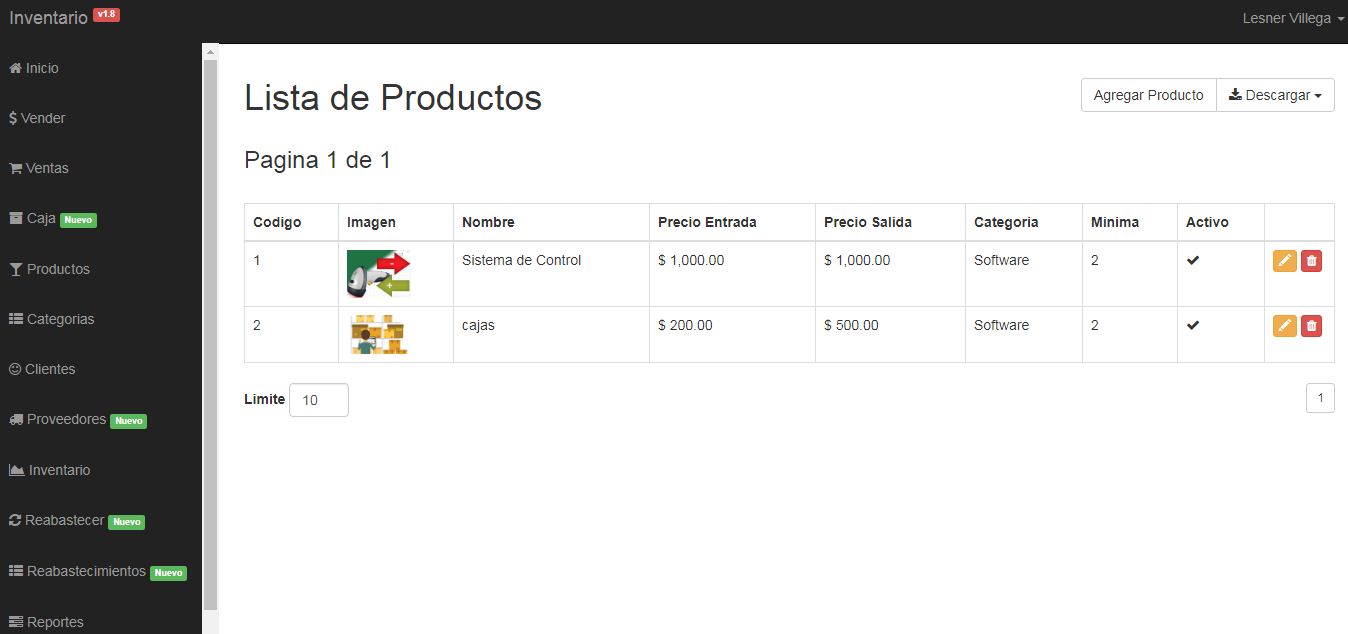 Inventario v1.8
Lesner Villega
Inicio
Vender
Ventas
Caja Nuevo
Productos
Categorias
Clientes
Proveedores Nuevo
Inventario
Reabastecer Nuevo
Reabastecimientos Nuevo
Reportes
Lista de Productos
Agregar Producto Descargar
Pagina 1 de 1
Codigo Imagen Nombre Precio Entrada Precio Salida Categoria Minima Activo
1 Sistema de Control $ 1,000.00 $ 1,000.00 Software 2
2 cajas $ 200.00 $ 500.00 Software 2
Limite 10
1